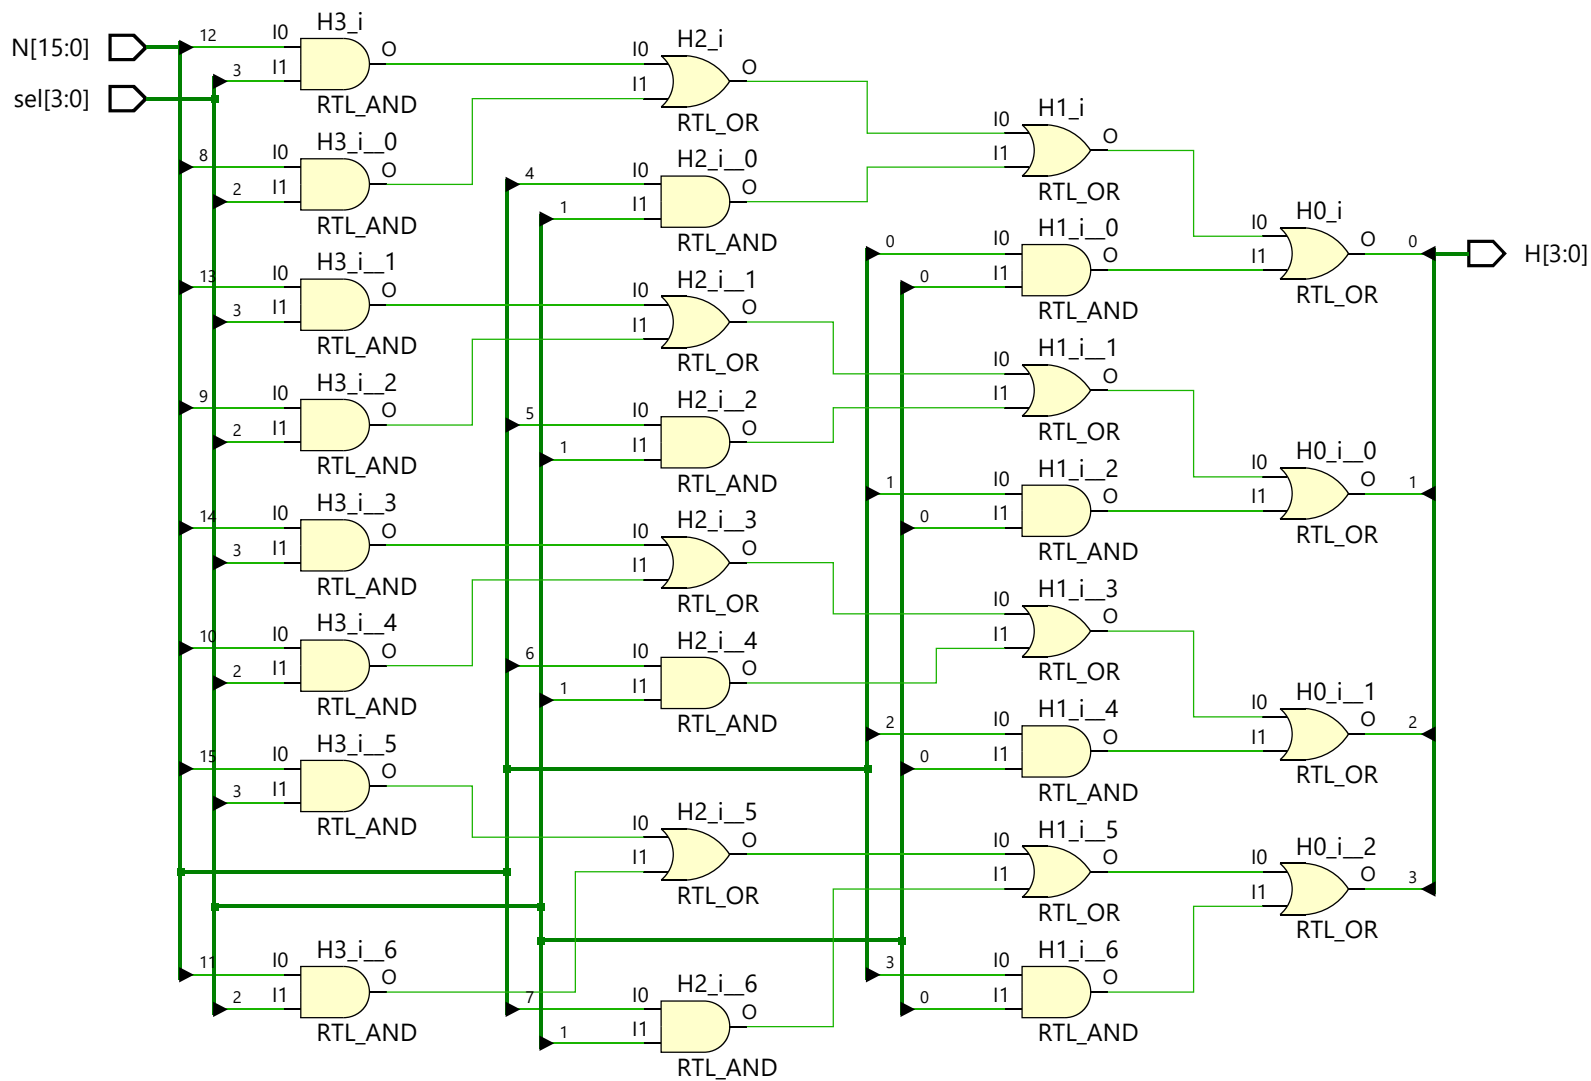 N[15:0]
sel[3:0]
12
I0
3
I1
H3_i
O
RTL_AND
8
I0
2
I1
H3_i__0
O
RTL_AND
13
I0
3
I1
H3_i__1
O
RTL_AND
9
I0
2
I1
H3_i__2
O
RTL_AND
14
I0
3
I1
H3_i__3
O
RTL_AND
10
I0
2
I1
H3_i__4
O
RTL_AND
15
I0
3
I1
H3_i__5
O
RTL_AND
11
I0
2
I1
H3_i__6
O
RTL_AND
I0
I1
H2_i
O
RTL_OR
4
I0
1
I1
H2_i__0
O
RTL_AND
I0
I1
H2_i__1
O
RTL_OR
5
I0
1
I1
H2_i__2
O
RTL_AND
I0
I1
H2_i__3
O
RTL_OR
6
I0
1
I1
H2_i__4
O
RTL_AND
I0
I1
H2_i__5
O
RTL_OR
7
I0
1
I1
H2_i__6
O
RTL_AND
I0
I1
H1_i
O
RTL_OR
0
I0
0
I1
H1_i__0
O
RTL_AND
I0
I1
H1_i__1
O
RTL_OR
1
I0
0
I1
H1_i__2
O
RTL_AND
I0
I1
H1_i__3
O
RTL_OR
2
I0
0
I1
H1_i__4
O
RTL_AND
I0
I1
H1_i__5
O
RTL_OR
3
I0
0
I1
H1_i__6
O
RTL_AND
I0
I1
H0_i
O
0
RTL_OR
I0
I1
H0_i__0
O
1
RTL_OR
I0
I1
H0_i__1
O
2
RTL_OR
I0
I1
H0_i__2
O
3
RTL_OR
H[3:0]